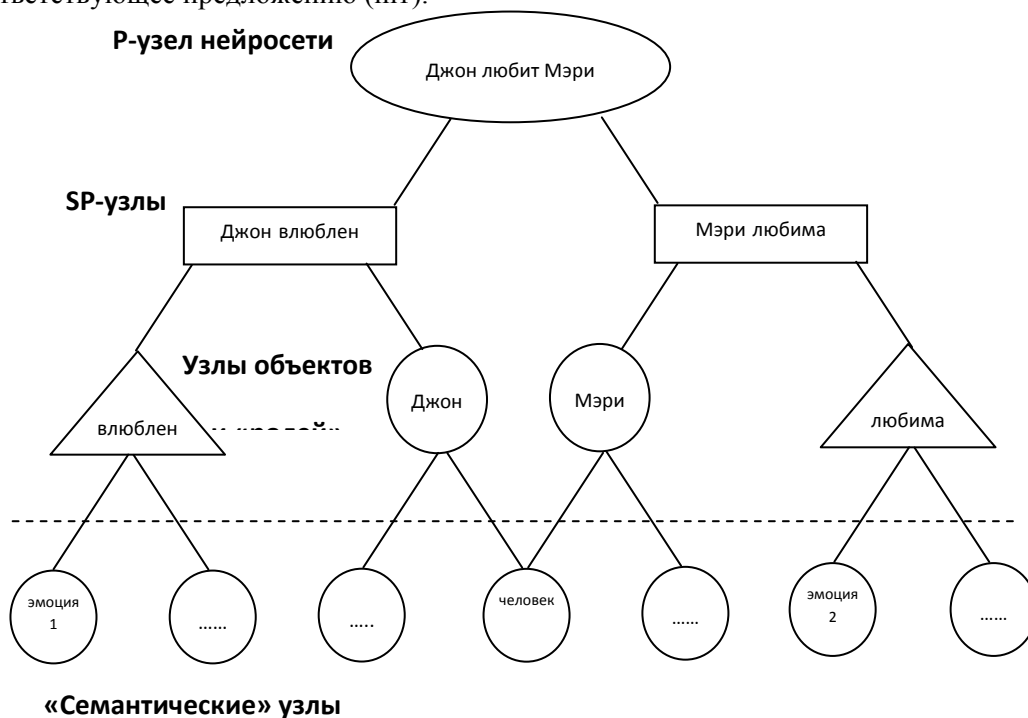 предложению (
P-узел нейросети
Джон любит Мэри
SP-узлы
Джон влюблен
Мэри любима
Узлы объектов
Джон
Мэри
влюблен
любима
эмоция
1
......
.....
человек
......
эмоция
2
......
«Семантические» узлы